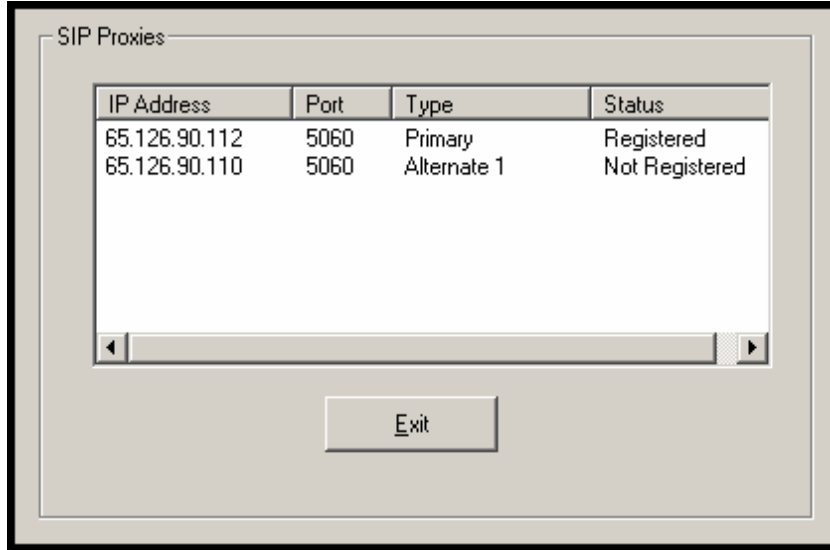 SIP Proxies
IP Address Port Type Status
65.126.90.112 5060 Primary Registered
65.126.90.110 5060 Alternate 1 Not Registered
Exit